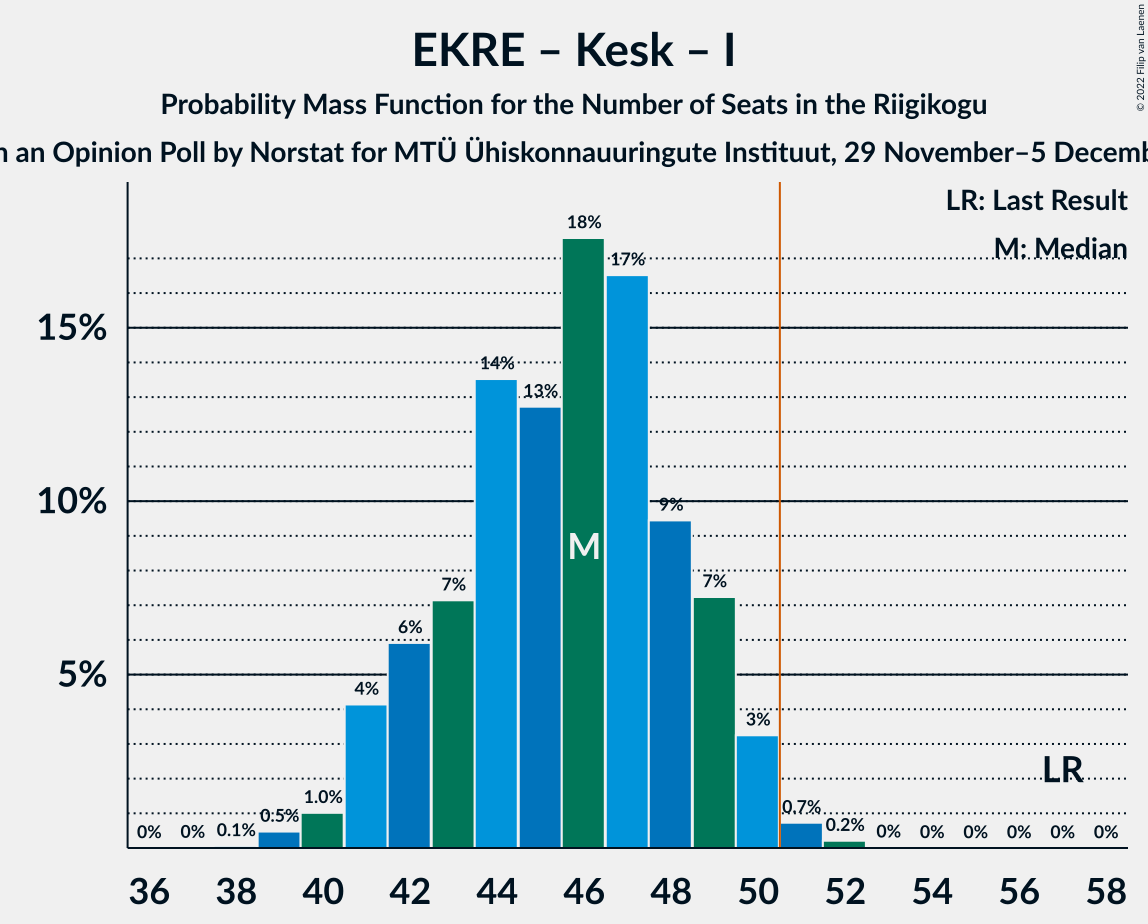 EKRE – Kesk – I
Probability Mass Function for the Number of Seats in the Riigikogu
an Opinion Poll by Norstat for MTÜ Ühiskonnauuringute Instituut, 29 November–5
© 2022 Filip van Laenen
LR: Last Result
M: Median
15%
10%
5%
0% 0% 0.1% 0.5% 1.0% 4% 6% 7% 14% 13% 18% 17% 9% 7% 3% 0.7% 0.2% 0% 0% 0% 0% 0% 0%
M
LR
36 38 40 42 44 46 48 50 52 54 56 58